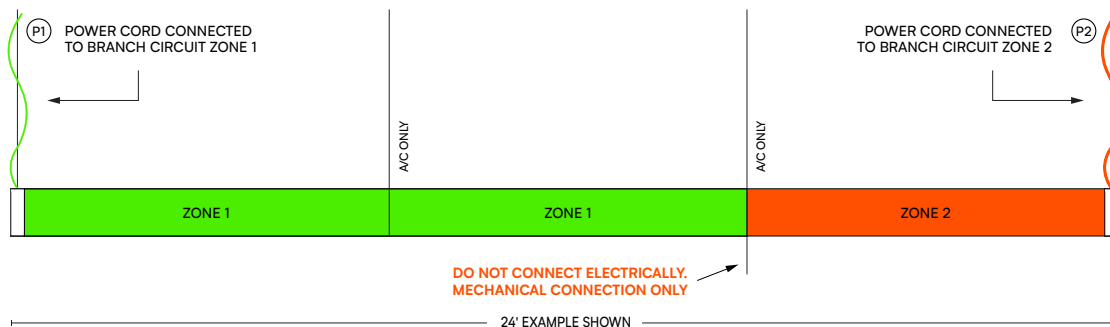 P1
POWER CORD CONNECTED
TO BRANCH CIRCUIT ZONE 1
POWER CORD CONNECTED
TO BRANCH CIRCUIT ZONE 2
P2
A/C ONLY
A/C ONLY
ZONE 1
ZONE 1
ZONE 2
DO NOT CONNECT ELECTRICALLY.
MECHANICAL CONNECTION ONLY
24' EXAMPLE SHOWN